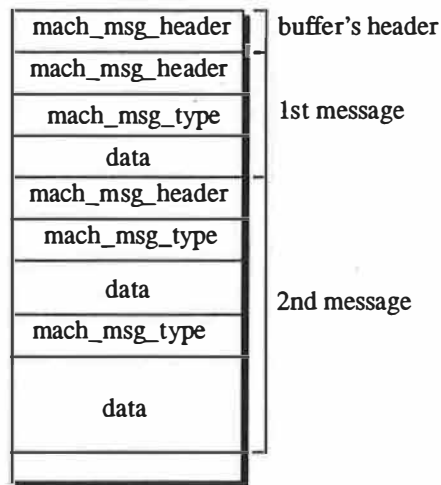 mach_msg_header buffer's header
mach_msg_header
mach_msg_type 1st message
data
mach_msg_header
mach_msg_type
data 2nd message
mach_msg_type
data